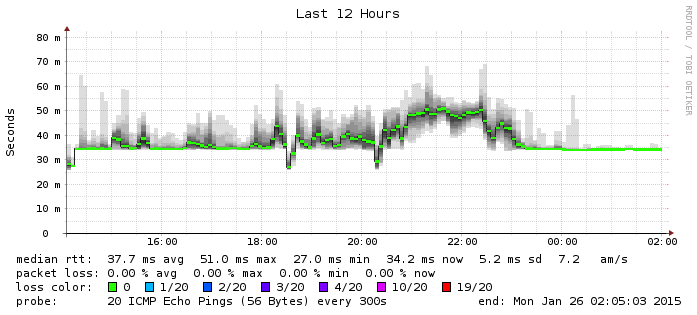 Last 12 Hours
RRDTOOL / TOBI OETIKER
Seconds
80 m
70 m
60 m
50 m
40 m
30 m
20 m
10 m
0
16:00 18:00 20:00 22:00 00:00 02:00
median rtt: 37.7 ms avg 51.0 ms max 27.0 ms min 34.2 ms now 5.2 ms sd 7.2 am/s
packet loss: 0.00 % avg 0.00 % max 0.00 % min 0.00 % now
loss color: 0 1/20 2/20 3/20 4/20 10/20 19/20
probe: 20 ICMP Echo Pings (56 Bytes) every 300s end: Mon Jan 26 02:05:03 2015